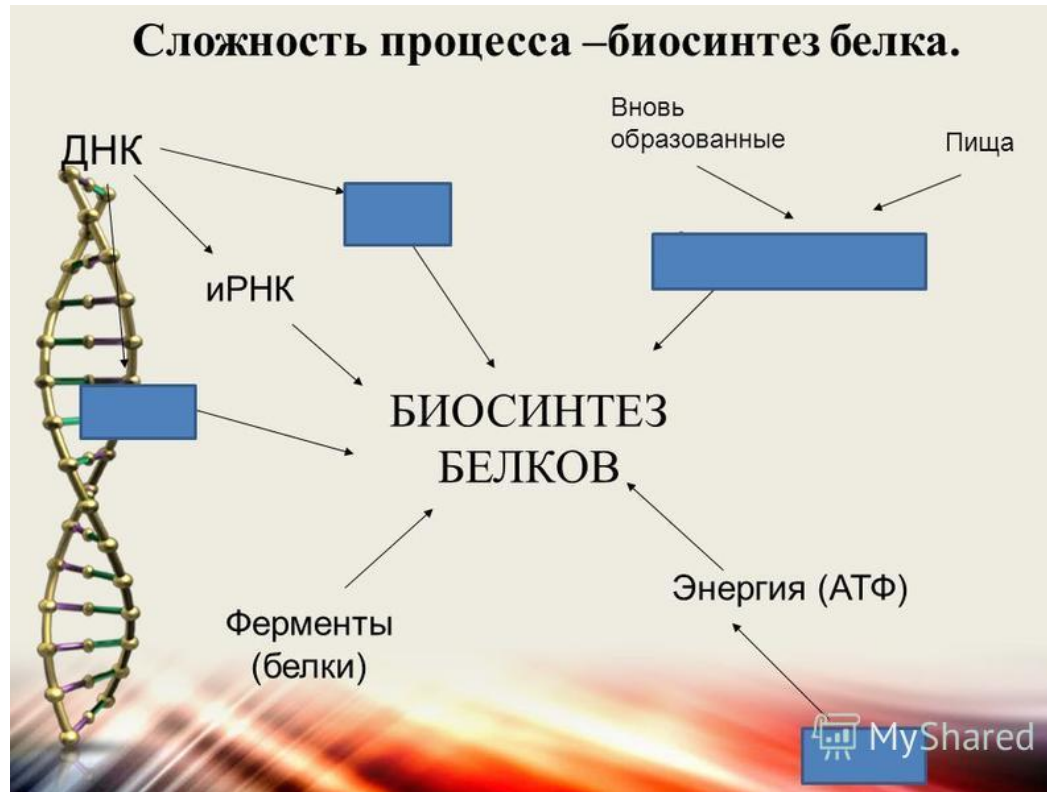 Сложность процесса –биосинтез белка.
Вновь
образованные
Пища
ДНК
иРНК
БИОСИНТЕЗ
БЕЛКОВ
Энергия (АТФ)
Ферменты
(белки)
MyShared